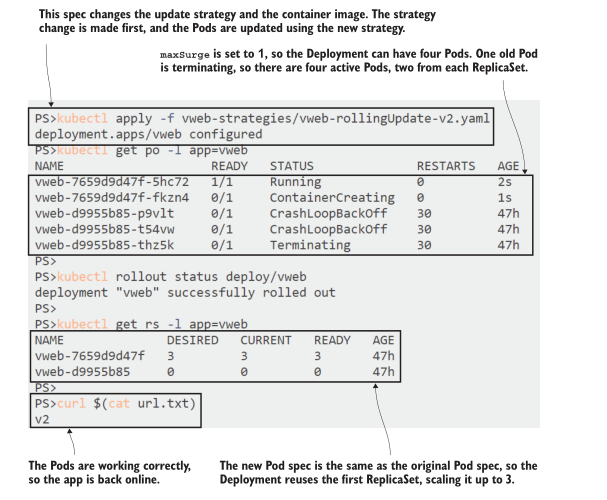 This spec changes the update strategy and the container image. The strategy
change is made first, and the Pods are updated using the new strategy.
maxSurge is set to 1, so the Deployment can have four Pods. One old Pod
is terminating, so there are four active Pods, two from each ReplicaSet.
PS>kubectl apply -f vweb-strategies/vweb-rollingUpdate-v2.yaml
deployment.apps/vweb configured
PS>kubectl get po -l app=vweb
NAME READY STATUS RESTARTS AGE
vweb-7659d9d47f-5hc72 1/1 Running 0 2s
vweb-7659d9d47f-fkzn4 0/1 ContainerCreating 0 1s
vweb-d9955b85-p9vlt 0/1 CrashLoopBackOff 30 47h
vweb-d9955b85-t54vw 0/1 CrashLoopBackOff 30 47h
vweb-d9955b85-thz5k 0/1 Terminating 30 47h
PS>
PS>kubectl rollout status deploy/vweb
deployment "vweb" successfully rolled out
PS>
PS>kubectl get rs -l app=vweb
NAME DESIRED CURRENT READY AGE
vweb-7659d9d47f 3 3 3 47h
vweb-d9955b85 0 0 0 47h
PS>
PS>curl $(cat url.txt)
v2
The Pods are working correctly,
so the app is back online.
The new Pod spec is the same as the original Pod spec, so the
Deployment reuses the first ReplicaSet, scaling it up to 3.